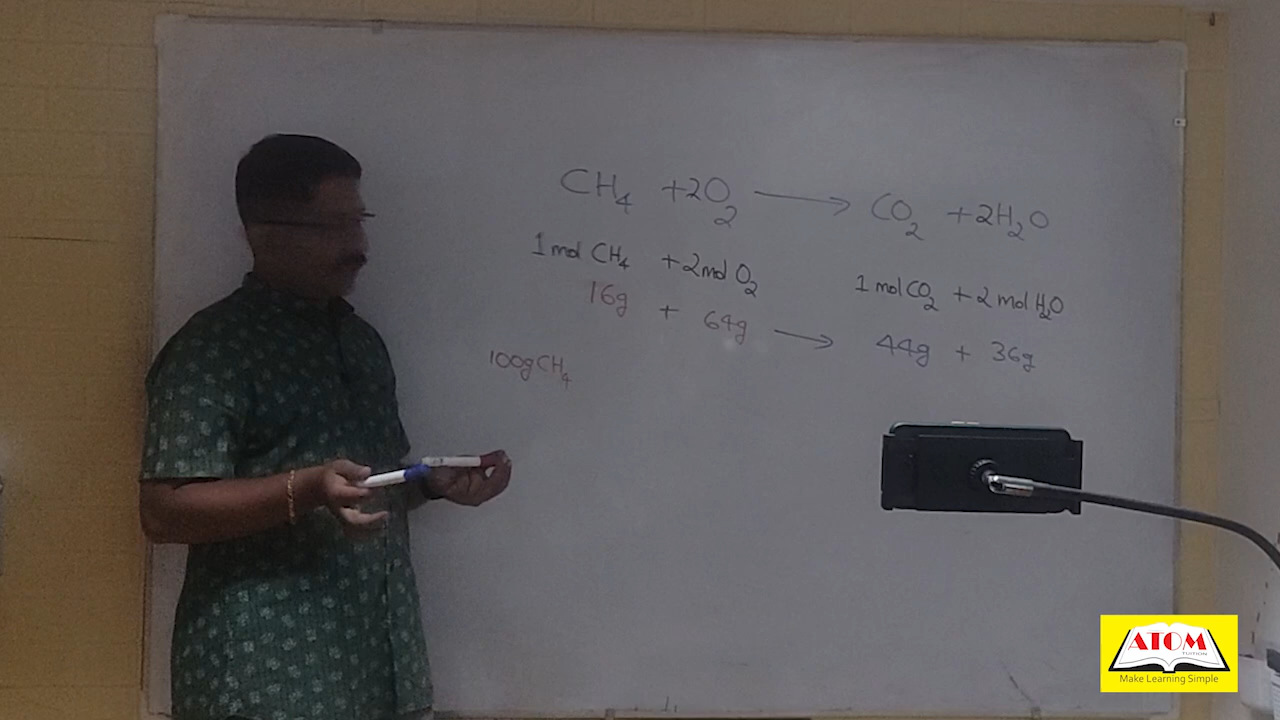 CH₄ +2O₂ ⟶ CO₂ +2H₂O
1 mol CH₄ +2 mol O₂ 1 mol CO₂ + 2 mol H₂O
16g + 64g ⟶ 44g + 36g
100g CH₄
ATOM
TUITION
Make Learning Simple